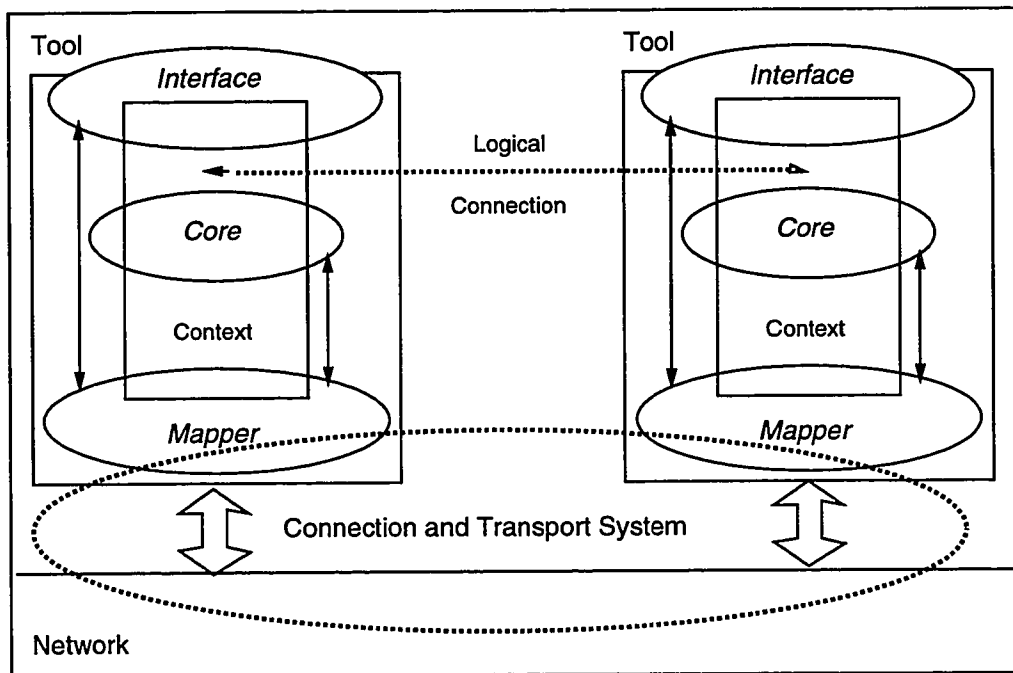 Tool
Interface
Core
Context
Mapper
Logical
Connection
Tool
Interface
Core
Context
Mapper
Connection and Transport System
Network